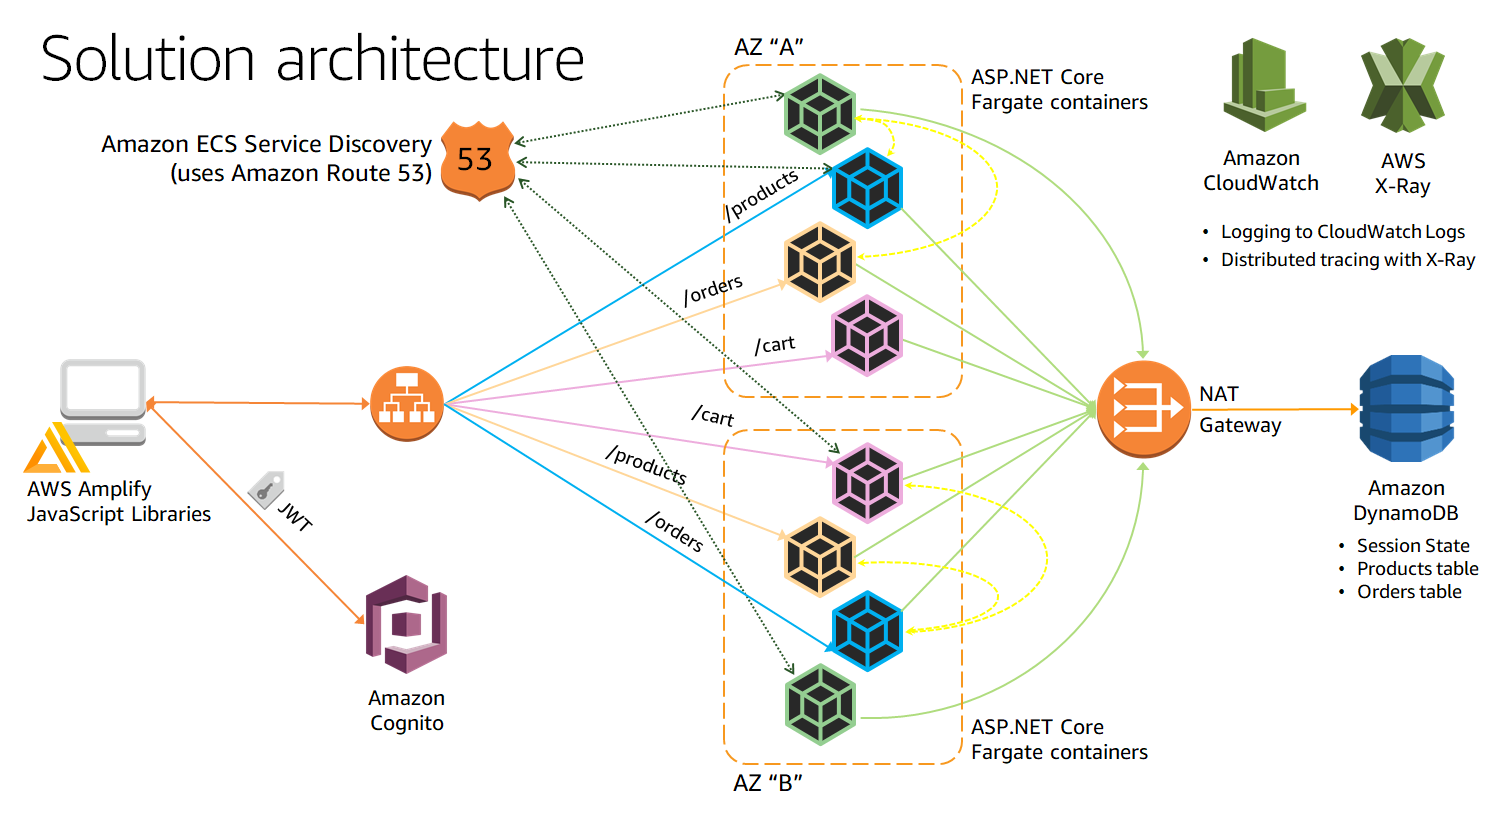 Solution architecture
AZ “A”
ASP.NET Core
Fargate containers
Amazon
CloudWatch
AWS
X-Ray
• Logging to CloudWatch Logs
• Distributed tracing with X-Ray
Amazon ECS Service Discovery
(uses Amazon Route 53)
53
/products
/orders
/cart
/cart
/products
/orders
AWS Amplify
JavaScript Libraries
JWT
Amazon
Cognito
NAT
Gateway
Amazon
DynamoDB
• Session State
• Products table
• Orders table
ASP.NET Core
Fargate containers
AZ “B”